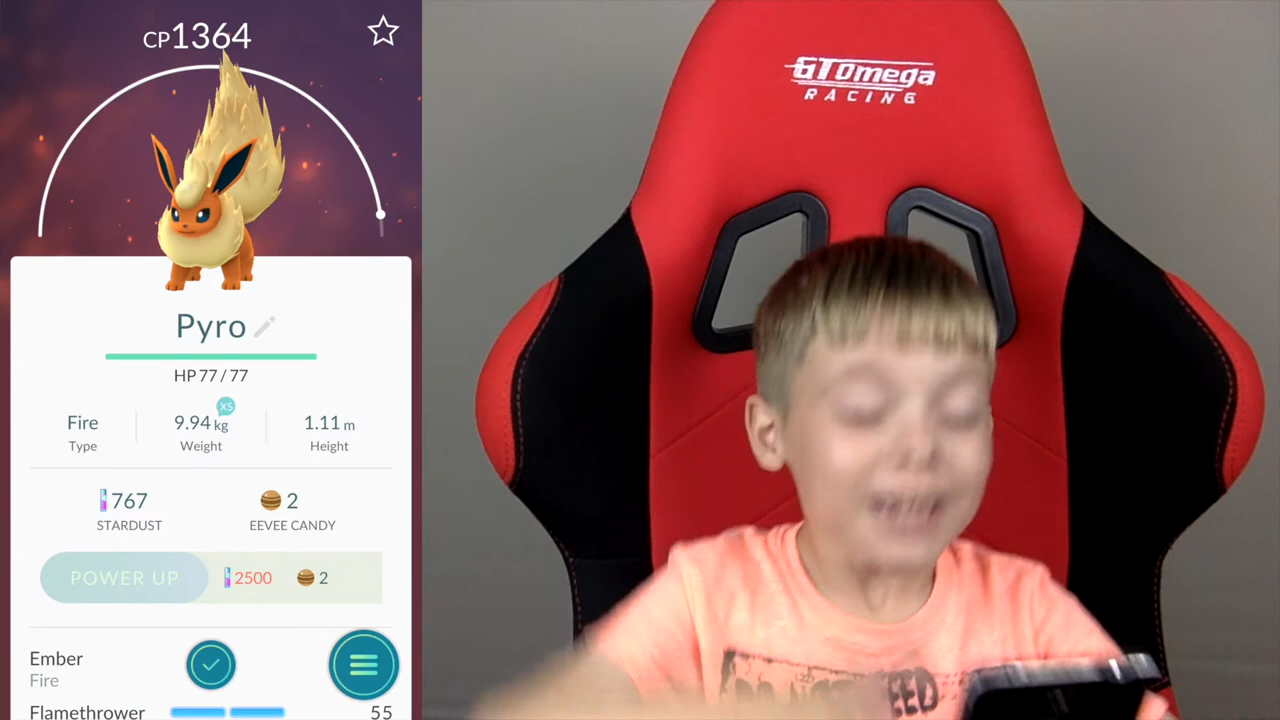 CP1364
Pyro
HP 77 / 77
XS
Fire
9.94 kg
1.11 m
Type
Weight
Height
767
2
STARDUST
EEVEE CANDY
POWER UP
2500
2
Ember
Fire
Flamethrower
55
GT Omega
RACING